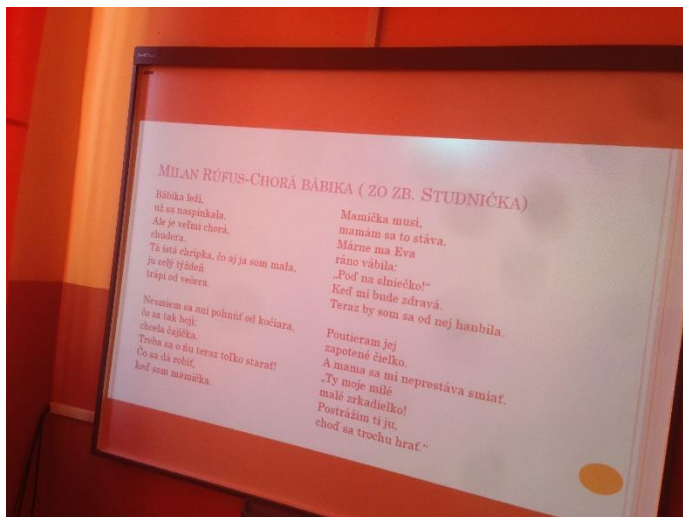 MILAN RÚFUS-CHORÁ BÁBIKA ( ZO ZB. STUDNIČKA)
Bábika leží,
už sa naspinkala.
Ale je veľmi chorá,
chudera.
Tá istá chrípka, čo aj ja som mala,
ju celý týždeň
trápi od večera.
Nesmiem sa ani pohnúť od kočiara,
čo sa tak bojí;
chcela čajíčka.
Treba sa o ňu teraz toľko starať!
Čo sa dá robiť,
keď som mamička.
Mamička musí,
mamám sa to stáva.
Márne ma Eva
ráno vábila:
„Poď na slniečko!“
Keď mi bude zdravá.
Teraz by som sa od nej hanbila.
Poutieram jej
zapotené čielko.
A mama sa mi neprestáva smiať.
„Ty moje milé
malé zrkadielko!
Postrážim ti ju,
choď sa trochu hrať.“